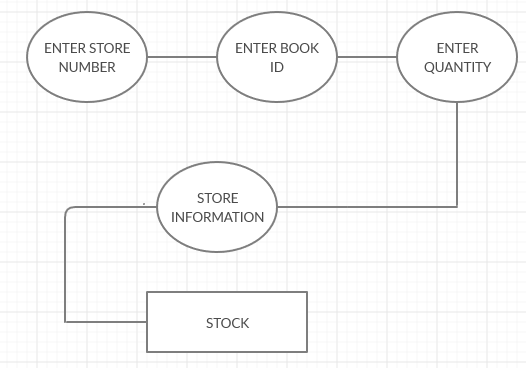 ENTER STORE
NUMBER
ENTER BOOK
ID
ENTER
QUANTITY
STORE
INFORMATION
STOCK